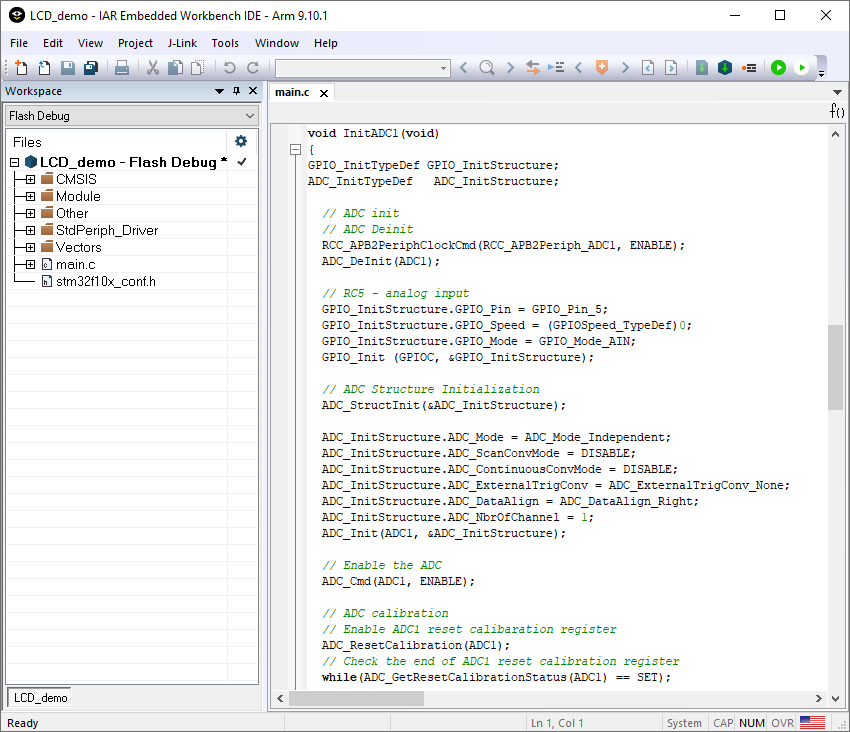 LCD_demo - IAR Embedded Workbench IDE - Arm 9.10.1
File Edit View Project J-Link Tools Window Help
Workspace
main.c
Flash Debug
f()
Files
LCD_demo - Flash Debug *
CMSIS
Module
Other
StdPeriph_Driver
Vectors
main.c
stm32f10x_conf.h
void InitADC1(void)
{
GPIO_InitTypeDef GPIO_InitStructure;
ADC_InitTypeDef   ADC_InitStructure;
// ADC init
// ADC Deinit
RCC_APB2PeriphClockCmd(RCC_APB2Periph_ADC1, ENABLE);
ADC_DeInit(ADC1);
// RC5 - analog input
GPIO_InitStructure.GPIO_Pin = GPIO_Pin_5;
GPIO_InitStructure.GPIO_Speed = (GPIOSpeed_TypeDef)0;
GPIO_InitStructure.GPIO_Mode = GPIO_Mode_AIN;
GPIO_Init (GPIOC, &GPIO_InitStructure);
// ADC Structure Initialization
ADC_StructInit(&ADC_InitStructure);
ADC_InitStructure.ADC_Mode = ADC_Mode_Independent;
ADC_InitStructure.ADC_ScanConvMode = DISABLE;
ADC_InitStructure.ADC_ContinuousConvMode = DISABLE;
ADC_InitStructure.ADC_ExternalTrigConv = ADC_ExternalTrigConv_None;
ADC_InitStructure.ADC_DataAlign = ADC_DataAlign_Right;
ADC_InitStructure.ADC_NbrOfChannel = 1;
ADC_Init(ADC1, &ADC_InitStructure);
// Enable the ADC
ADC_Cmd(ADC1, ENABLE);
// ADC calibration
// Enable ADC1 reset calibaration register
ADC_ResetCalibration(ADC1);
// Check the end of ADC1 reset calibration register
while(ADC_GetResetCalibrationStatus(ADC1) == SET);
LCD_demo
Ready
Ln 1, Col 1
System
CAP NUM OVR